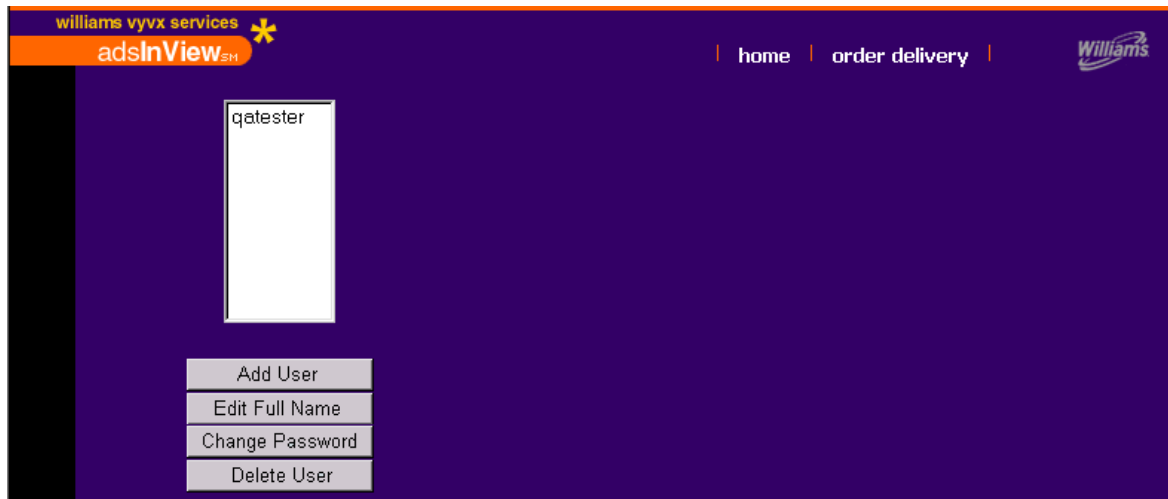 williams vyvx services *
adsInViewSM
home | order delivery |
Williams
qatester
Add User
Edit Full Name
Change Password
Delete User